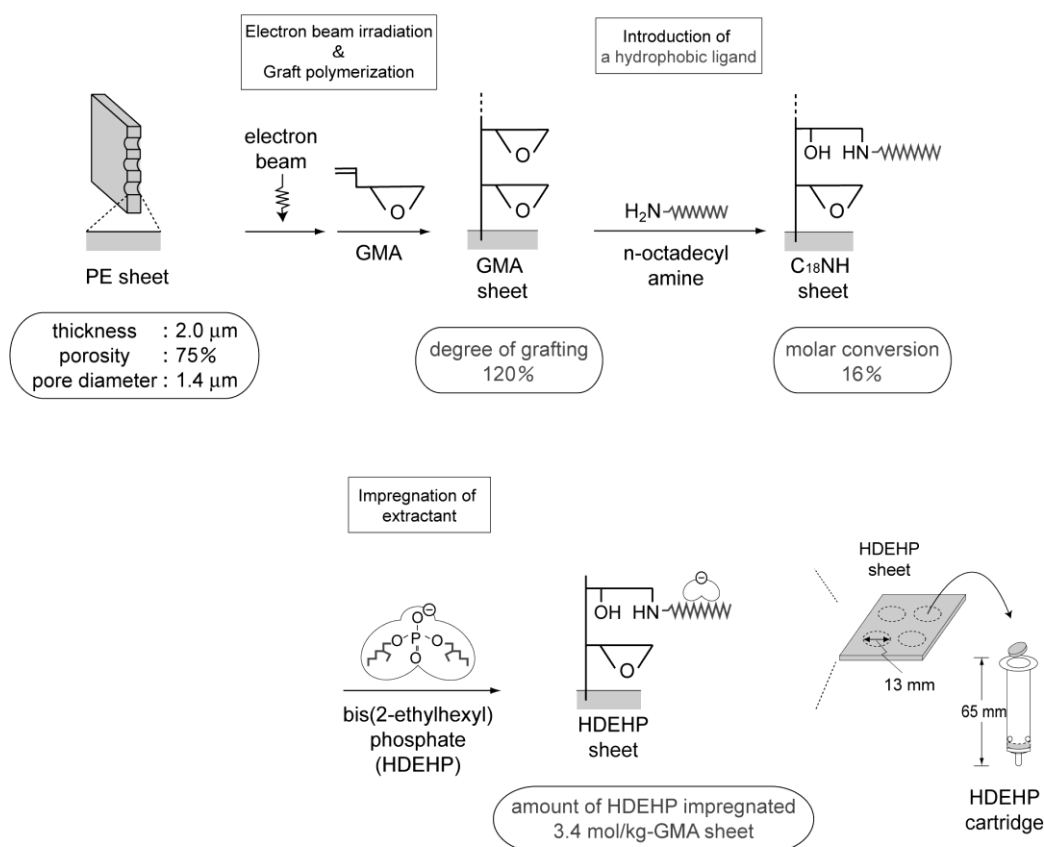 Electron beam irradiation
&
Graft polymerization
Introduction of
a hydrophobic ligand
electron
beam
O
GMA
PE sheet
thickness : 2.0 μm
porosity : 75%
pore diameter : 1.4 μm
O
O
GMA
sheet
degree of grafting
120%
H₂N
n-octadecyl
amine
OH HN
O
C₁₈NH
sheet
molar conversion
16%
Impregnation of
extractant
O⊖
O P O
O
bis(2-ethylhexyl)
phosphate
(HDEHP)
⊖
OH HN
O
HDEHP
sheet
amount of HDEHP impregnated
3.4 mol/kg-GMA sheet
HDEHP
sheet
13 mm
65 mm
HDEHP
cartridge